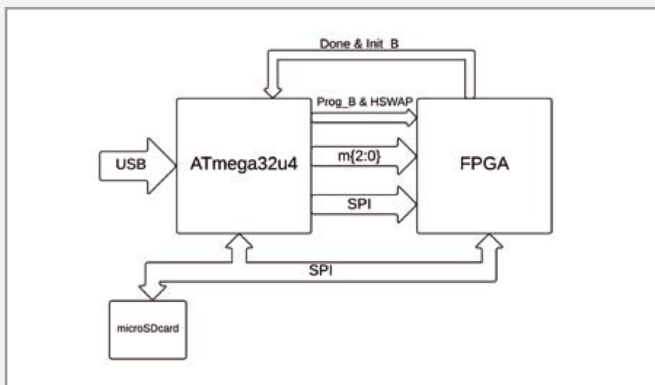 Done & Init_B
Prog_B & HSWAP
USB
ATmega32u4
m{2:0}
FPGA
SPI
SPI
microSDcard